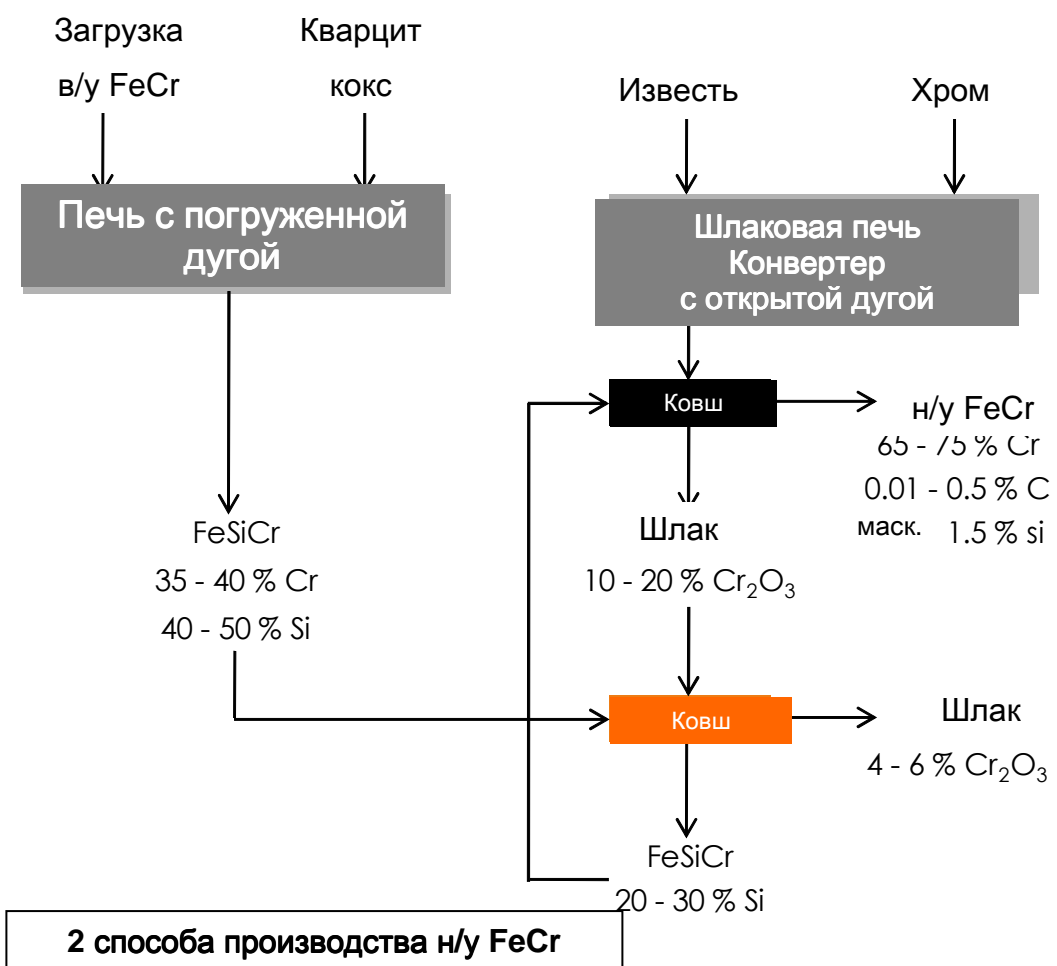 Загрузка
в/у FeCr
Кварцит
кокс
Известь
Хром
Печь с погруженной
дугой
Шлаковая печь
Конвертер
с открытой дугой
Ковш
н/у FeCr
65 - 75 % Cr
0.01 - 0.5 % C
маск. 1.5 % si
FeSiCr
35 - 40 % Cr
40 - 50 % Si
Шлак
10 - 20 % Cr₂O₃
Ковш
Шлак
4 - 6 % Cr₂O₃
FeSiCr
20 - 30 % Si
2 способа производства н/у FeCr